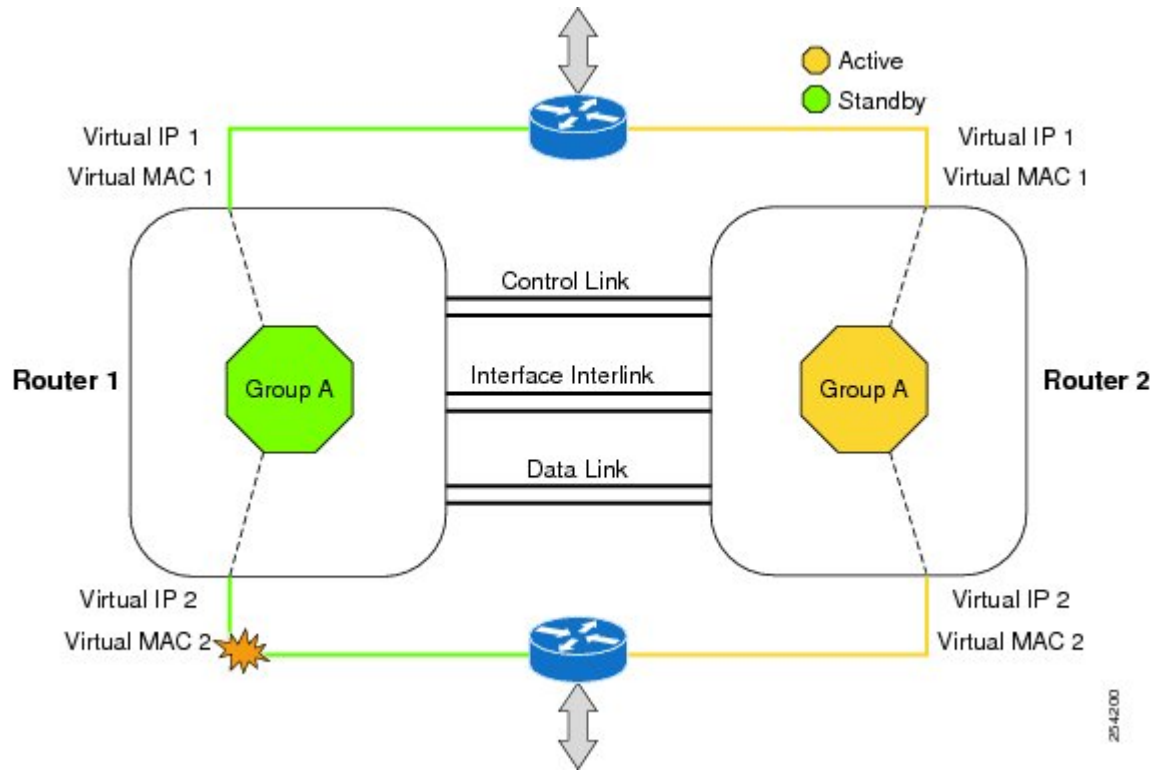 Active
Standby
Virtual IP 1
Virtual MAC 1
Virtual IP 1
Virtual MAC 1
Control Link
Router 1
Group A
Interface Interlink
Group A
Router 2
Data Link
Virtual IP 2
Virtual MAC 2
Virtual IP 2
Virtual MAC 2
254200